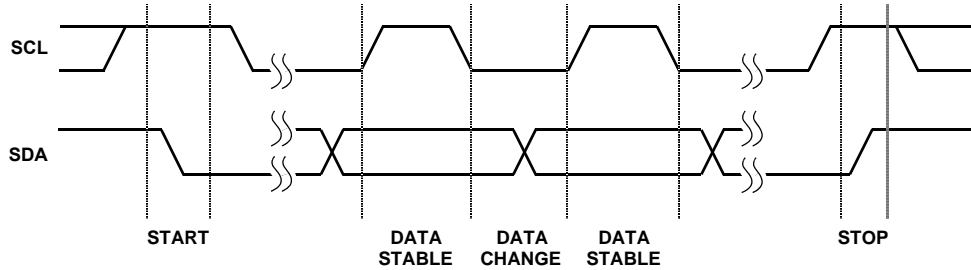 SCL
SDA
START
DATA
STABLE
DATA
CHANGE
DATA
STABLE
STOP